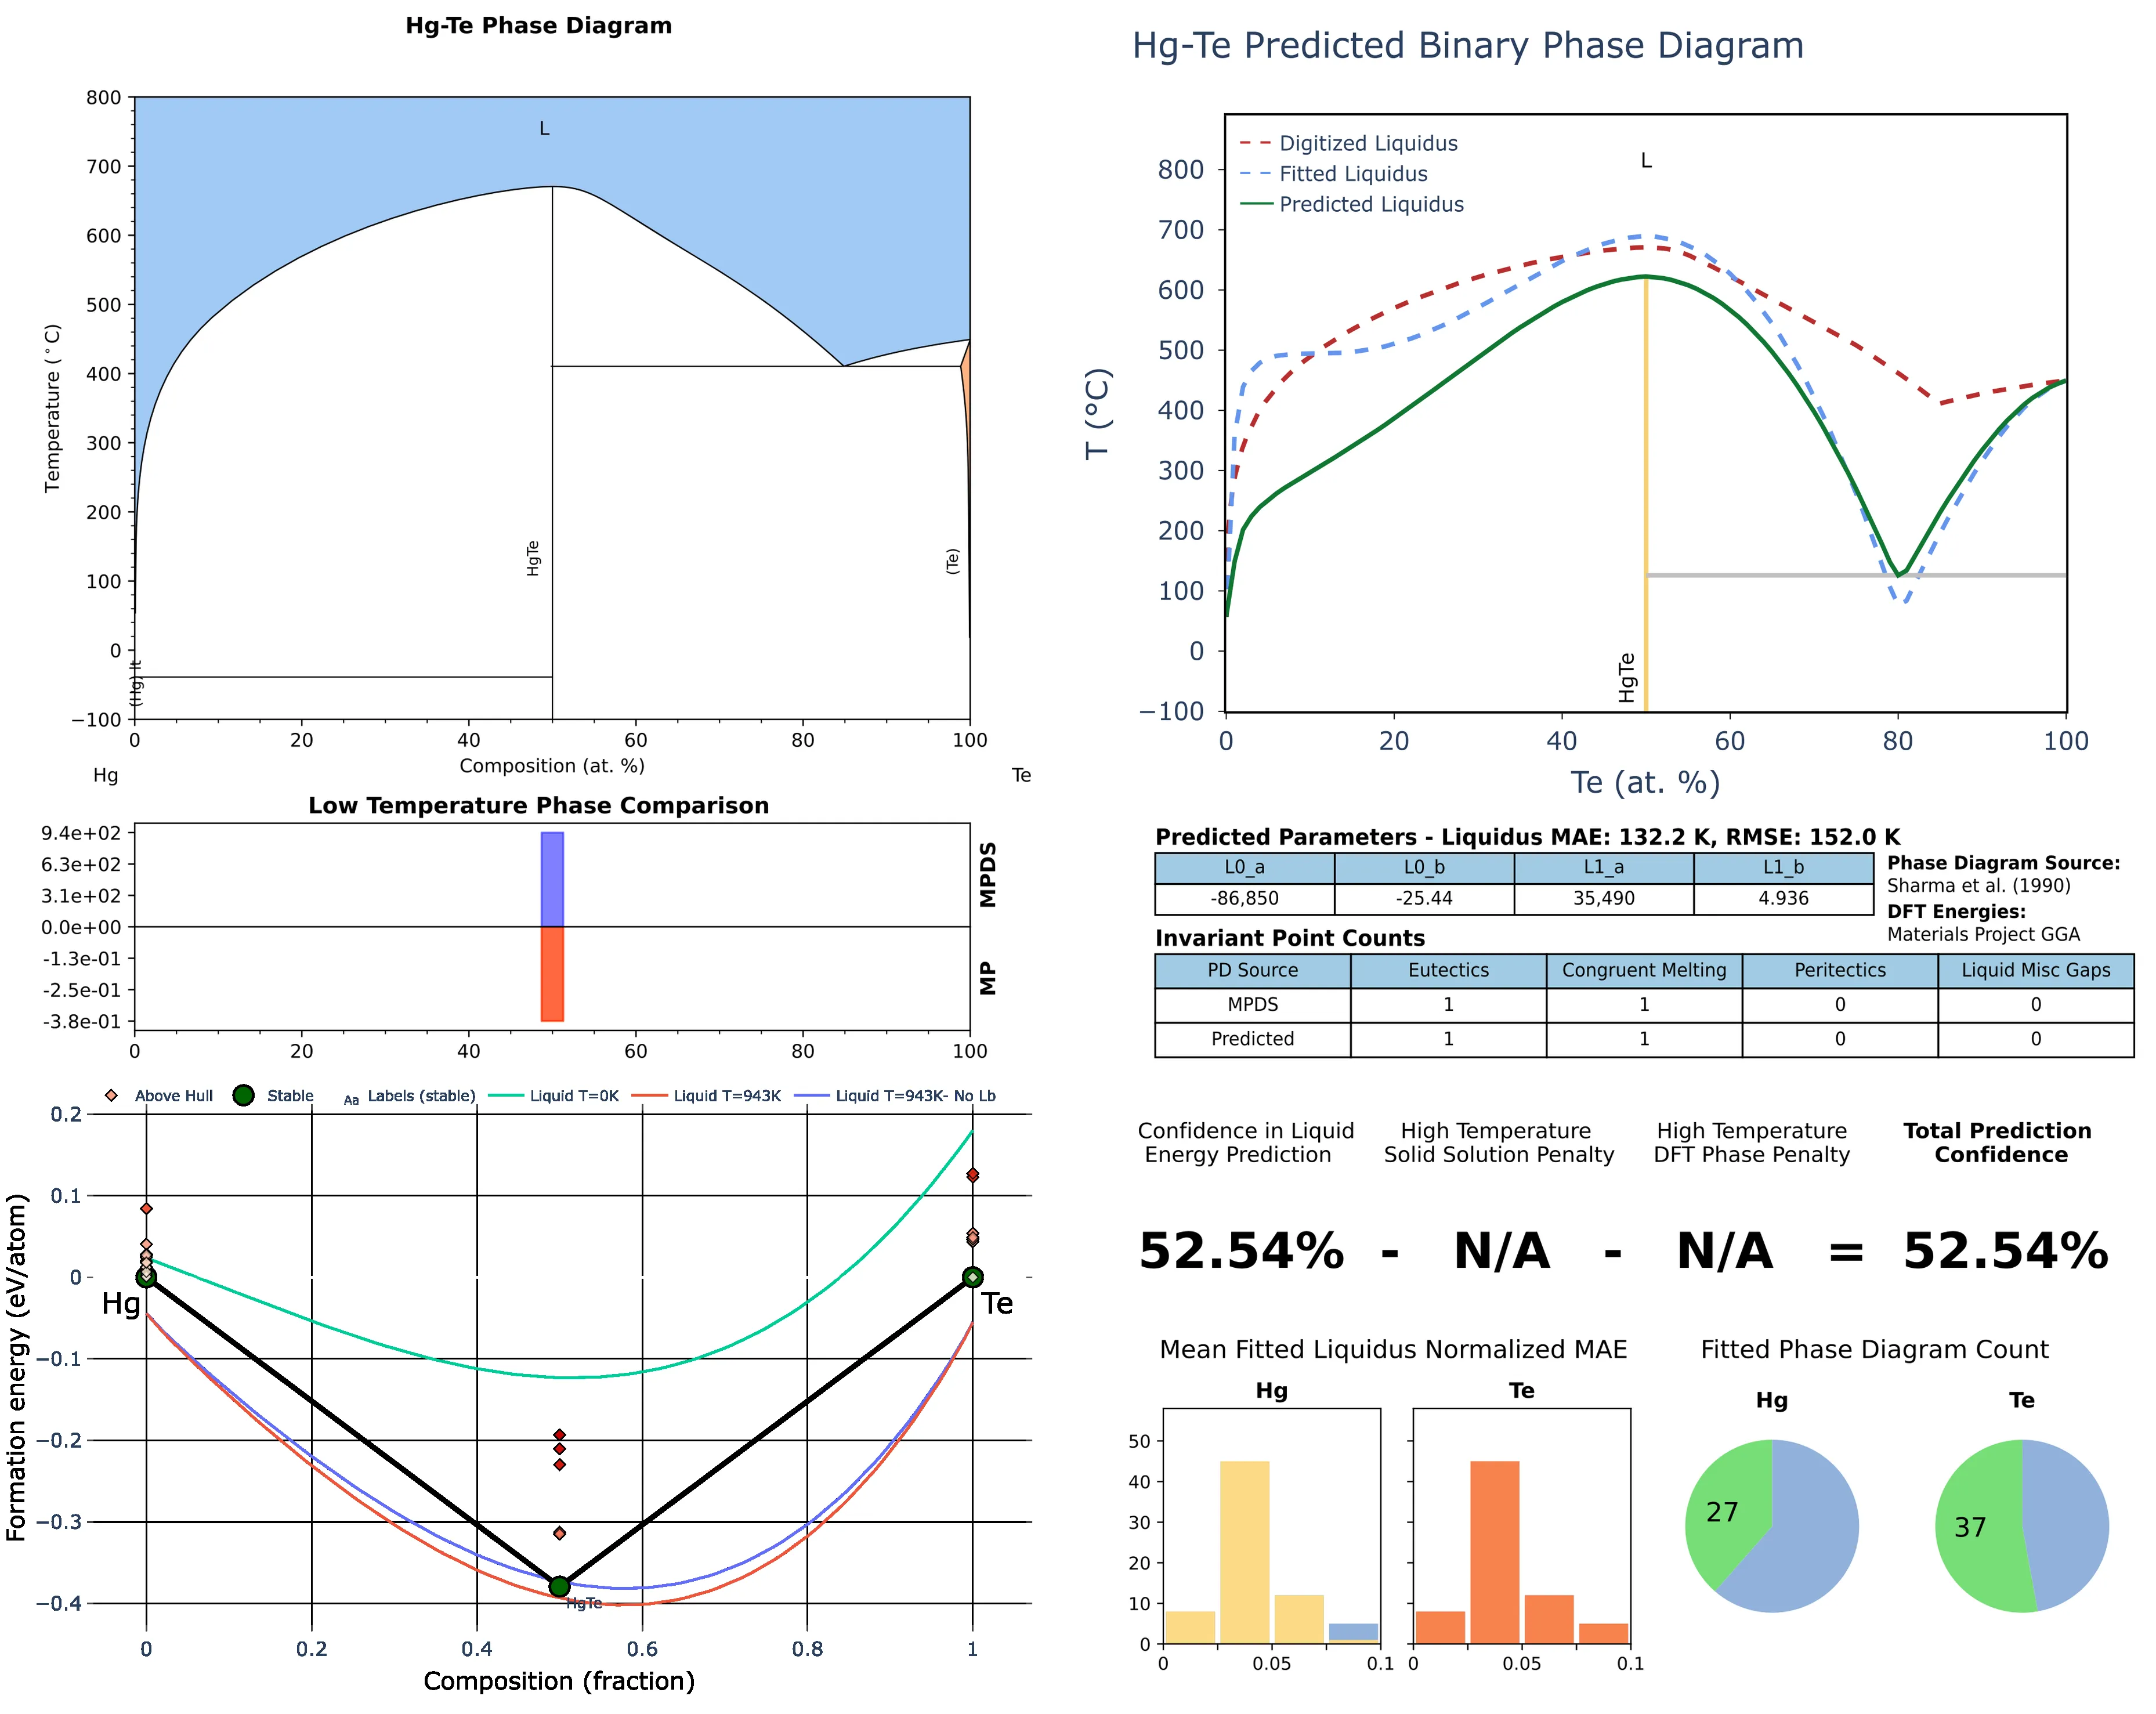 Hg-Te Phase Diagram
800
700
600
500
400
300
200
100
0
−100
Temperature (°C)
L
HgTe
(Te)
(Hg) lt
0 20 40 60 80 100
Composition (at. %)
Hg Te
Low Temperature Phase Comparison
9.4e+02
6.3e+02
3.1e+02
0.0e+00
-1.3e-01
-2.5e-01
-3.8e-01
MPDS
MP
0 20 40 60 80 100
Above Hull Stable Aa Labels (stable) Liquid T=0K Liquid T=943K Liquid T=943K- No Lb
0.2
0.1
0
−0.1
−0.2
−0.3
−0.4
Formation energy (eV/atom)
Hg
Te
HgTe
0 0.2 0.4 0.6 0.8 1
Composition (fraction)
Hg-Te Predicted Binary Phase Diagram
Digitized Liquidus
Fitted Liquidus
Predicted Liquidus
L
800
700
600
500
400
300
200
100
0
−100
T (°C)
HgTe
0 20 40 60 80 100
Te (at. %)
Predicted Parameters - Liquidus MAE: 132.2 K, RMSE: 152.0 K
L0_a L0_b L1_a L1_b
-86,850 -25.44 35,490 4.936
Phase Diagram Source:
Sharma et al. (1990)
DFT Energies:
Materials Project GGA
Invariant Point Counts
PD Source Eutectics Congruent Melting Peritectics Liquid Misc Gaps
MPDS 1 1 0 0
Predicted 1 1 0 0
Confidence in Liquid
Energy Prediction
High Temperature
Solid Solution Penalty
High Temperature
DFT Phase Penalty
Total Prediction
Confidence
52.54% - N/A - N/A = 52.54%
Mean Fitted Liquidus Normalized MAE
Hg Te
50
40
30
20
10
0
0 0.05 0.1
0 0.05 0.1
Fitted Phase Diagram Count
Hg Te
27 37